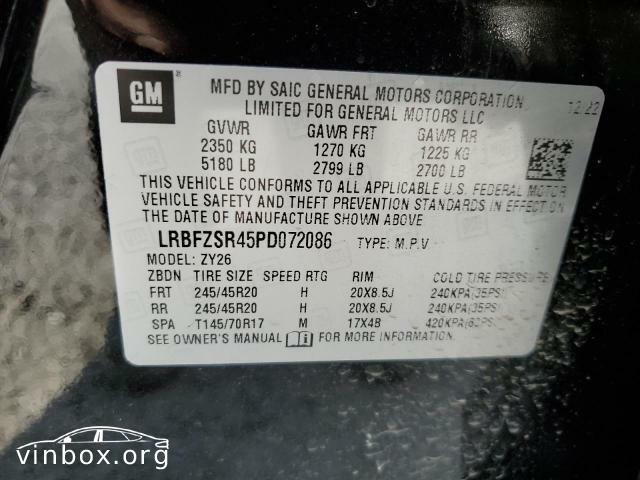 GM
MFD BY SAIC GENERAL MOTORS CORPORATION
LIMITED FOR GENERAL MOTORS LLC
12/22
GVWR GAWR FRT GAWR RR
2350 KG 1270 KG 1225 KG
5180 LB 2799 LB 2700 LB
THIS VEHICLE CONFORMS TO ALL APPLICABLE U.S. FEDERAL MOTOR
VEHICLE SAFETY AND THEFT PREVENTION STANDARDS IN EFFECT ON
THE DATE OF MANUFACTURE SHOWN ABOVE.
LRBFZSR45PD072086 TYPE: M.P.V
MODEL: ZY26
ZBDN TIRE SIZE SPEED RTG RIM COLD TIRE PRESSURE
FRT 245/45R20 H 20X8.5J 240KPA(35PSI)
RR 245/45R20 H 20X8.5J 240KPA(35PSI)
SPA T145/70R17 M 17X4B 420KPA(60PSI)
SEE OWNER'S MANUAL FOR MORE INFORMATION
vinbox.org